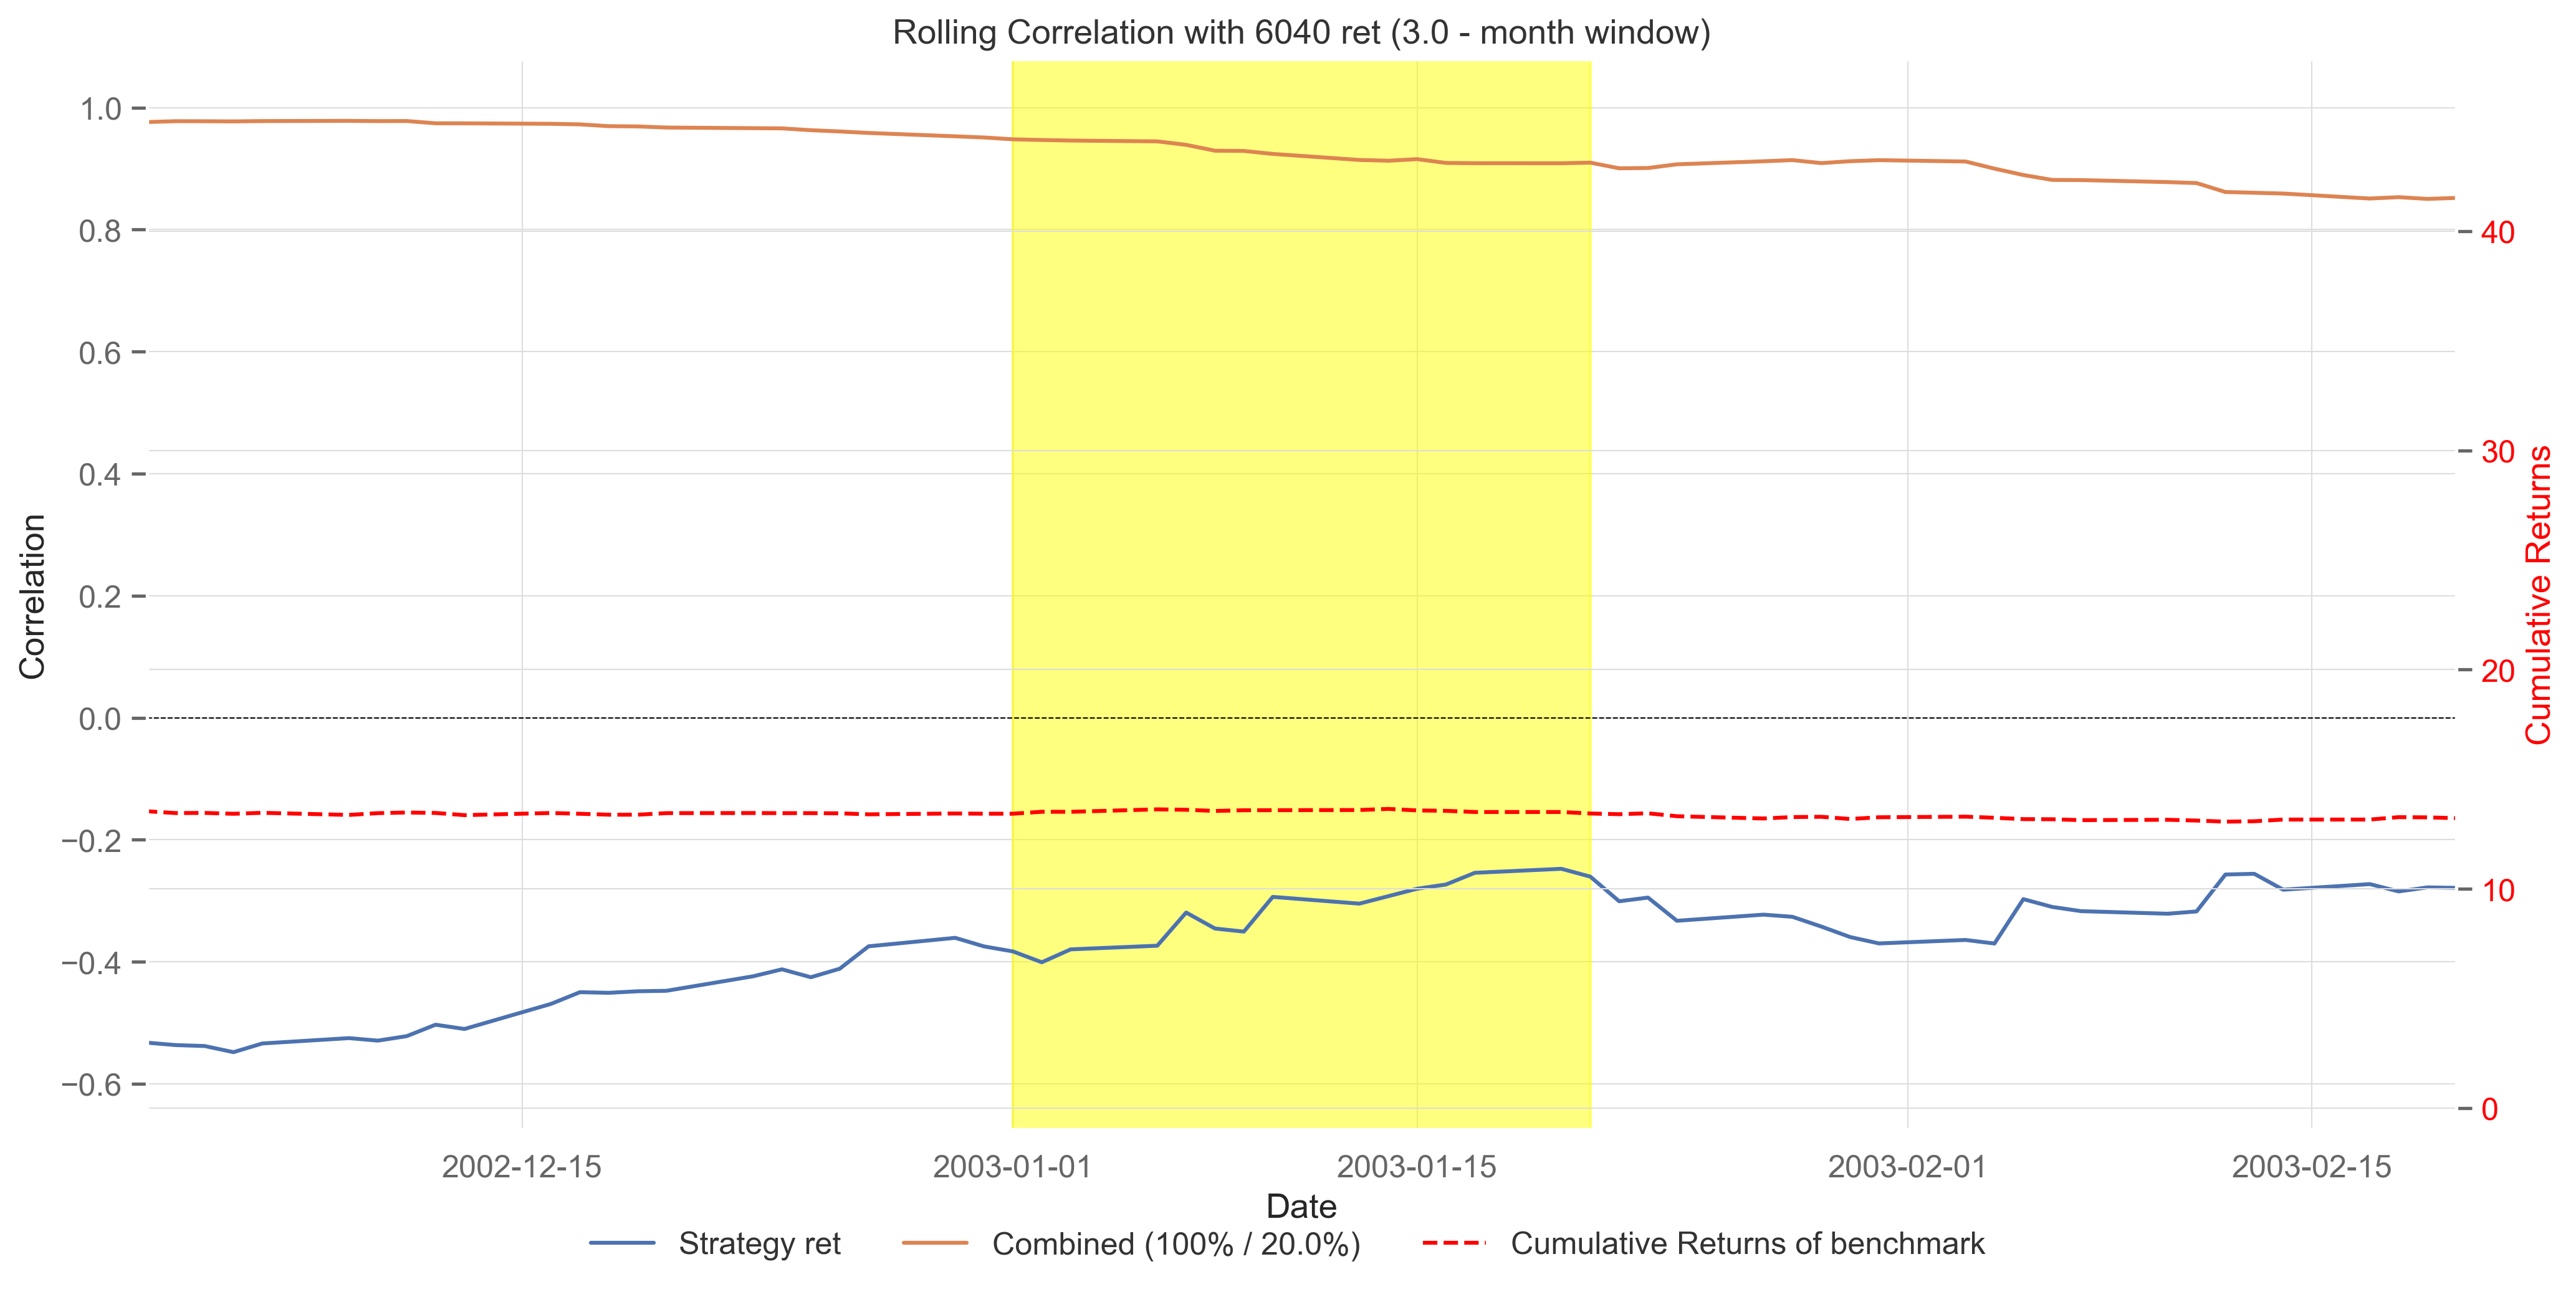 Rolling Correlation with 6040 ret (3.0 - month window)
1.0
0.8
0.6
0.4
0.2
0.0
−0.2
−0.4
−0.6
Correlation
40
30
20
10
0
Cumulative Returns
2002-12-15
2003-01-01
2003-01-15
2003-02-01
2003-02-15
Date
Strategy ret
Combined (100% / 20.0%)
Cumulative Returns of benchmark